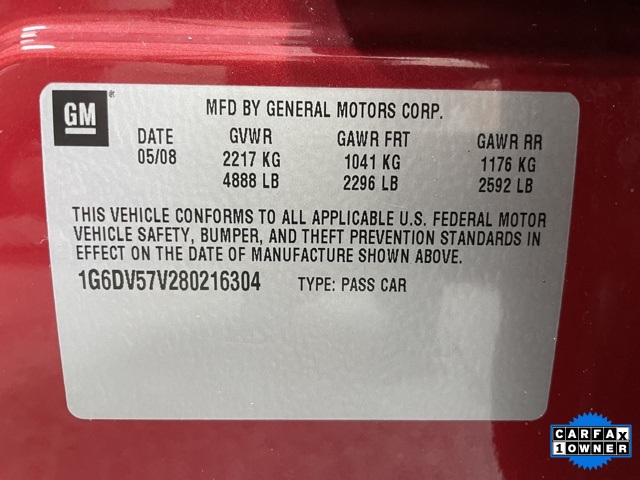 GM
MFD BY GENERAL MOTORS CORP.
DATE GVWR GAWR FRT GAWR RR
05/08 2217 KG 1041 KG 1176 KG
4888 LB 2296 LB 2592 LB
THIS VEHICLE CONFORMS TO ALL APPLICABLE U.S. FEDERAL MOTOR
VEHICLE SAFETY, BUMPER, AND THEFT PREVENTION STANDARDS IN
EFFECT ON THE DATE OF MANUFACTURE SHOWN ABOVE.
1G6DV57V280216304 TYPE: PASS CAR
CARFAX
1 OWNER